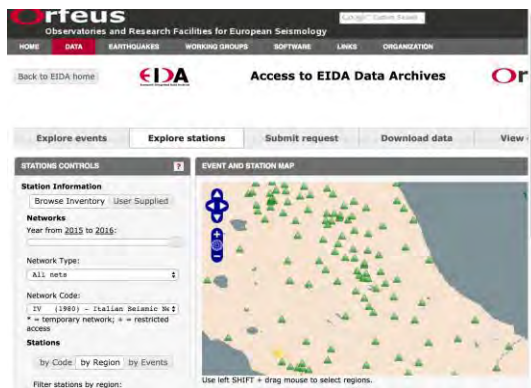 Orfeus
Observatories and Research Facilities for European Seismology
HOME DATA EARTHQUAKES WORKING GROUPS SOFTWARE LINKS ORGANIZATION
Back to EIDA home
EIDA
Access to EIDA Data Archives
Or
Explore events Explore stations Submit request Download data View
STATIONS CONTROLS ?
EVENT AND STATION MAP
Station Information
Browse Inventory User Supplied
Networks
Year from 2015 to 2016:
Network Type:
All nets
Network Code:
IV (1980) - Italian Seismic Ne
* = temporary network; + = restricted
access
Stations
by Code by Region by Events
Filter stations by region:
Use left SHIFT + drag mouse to select regions.